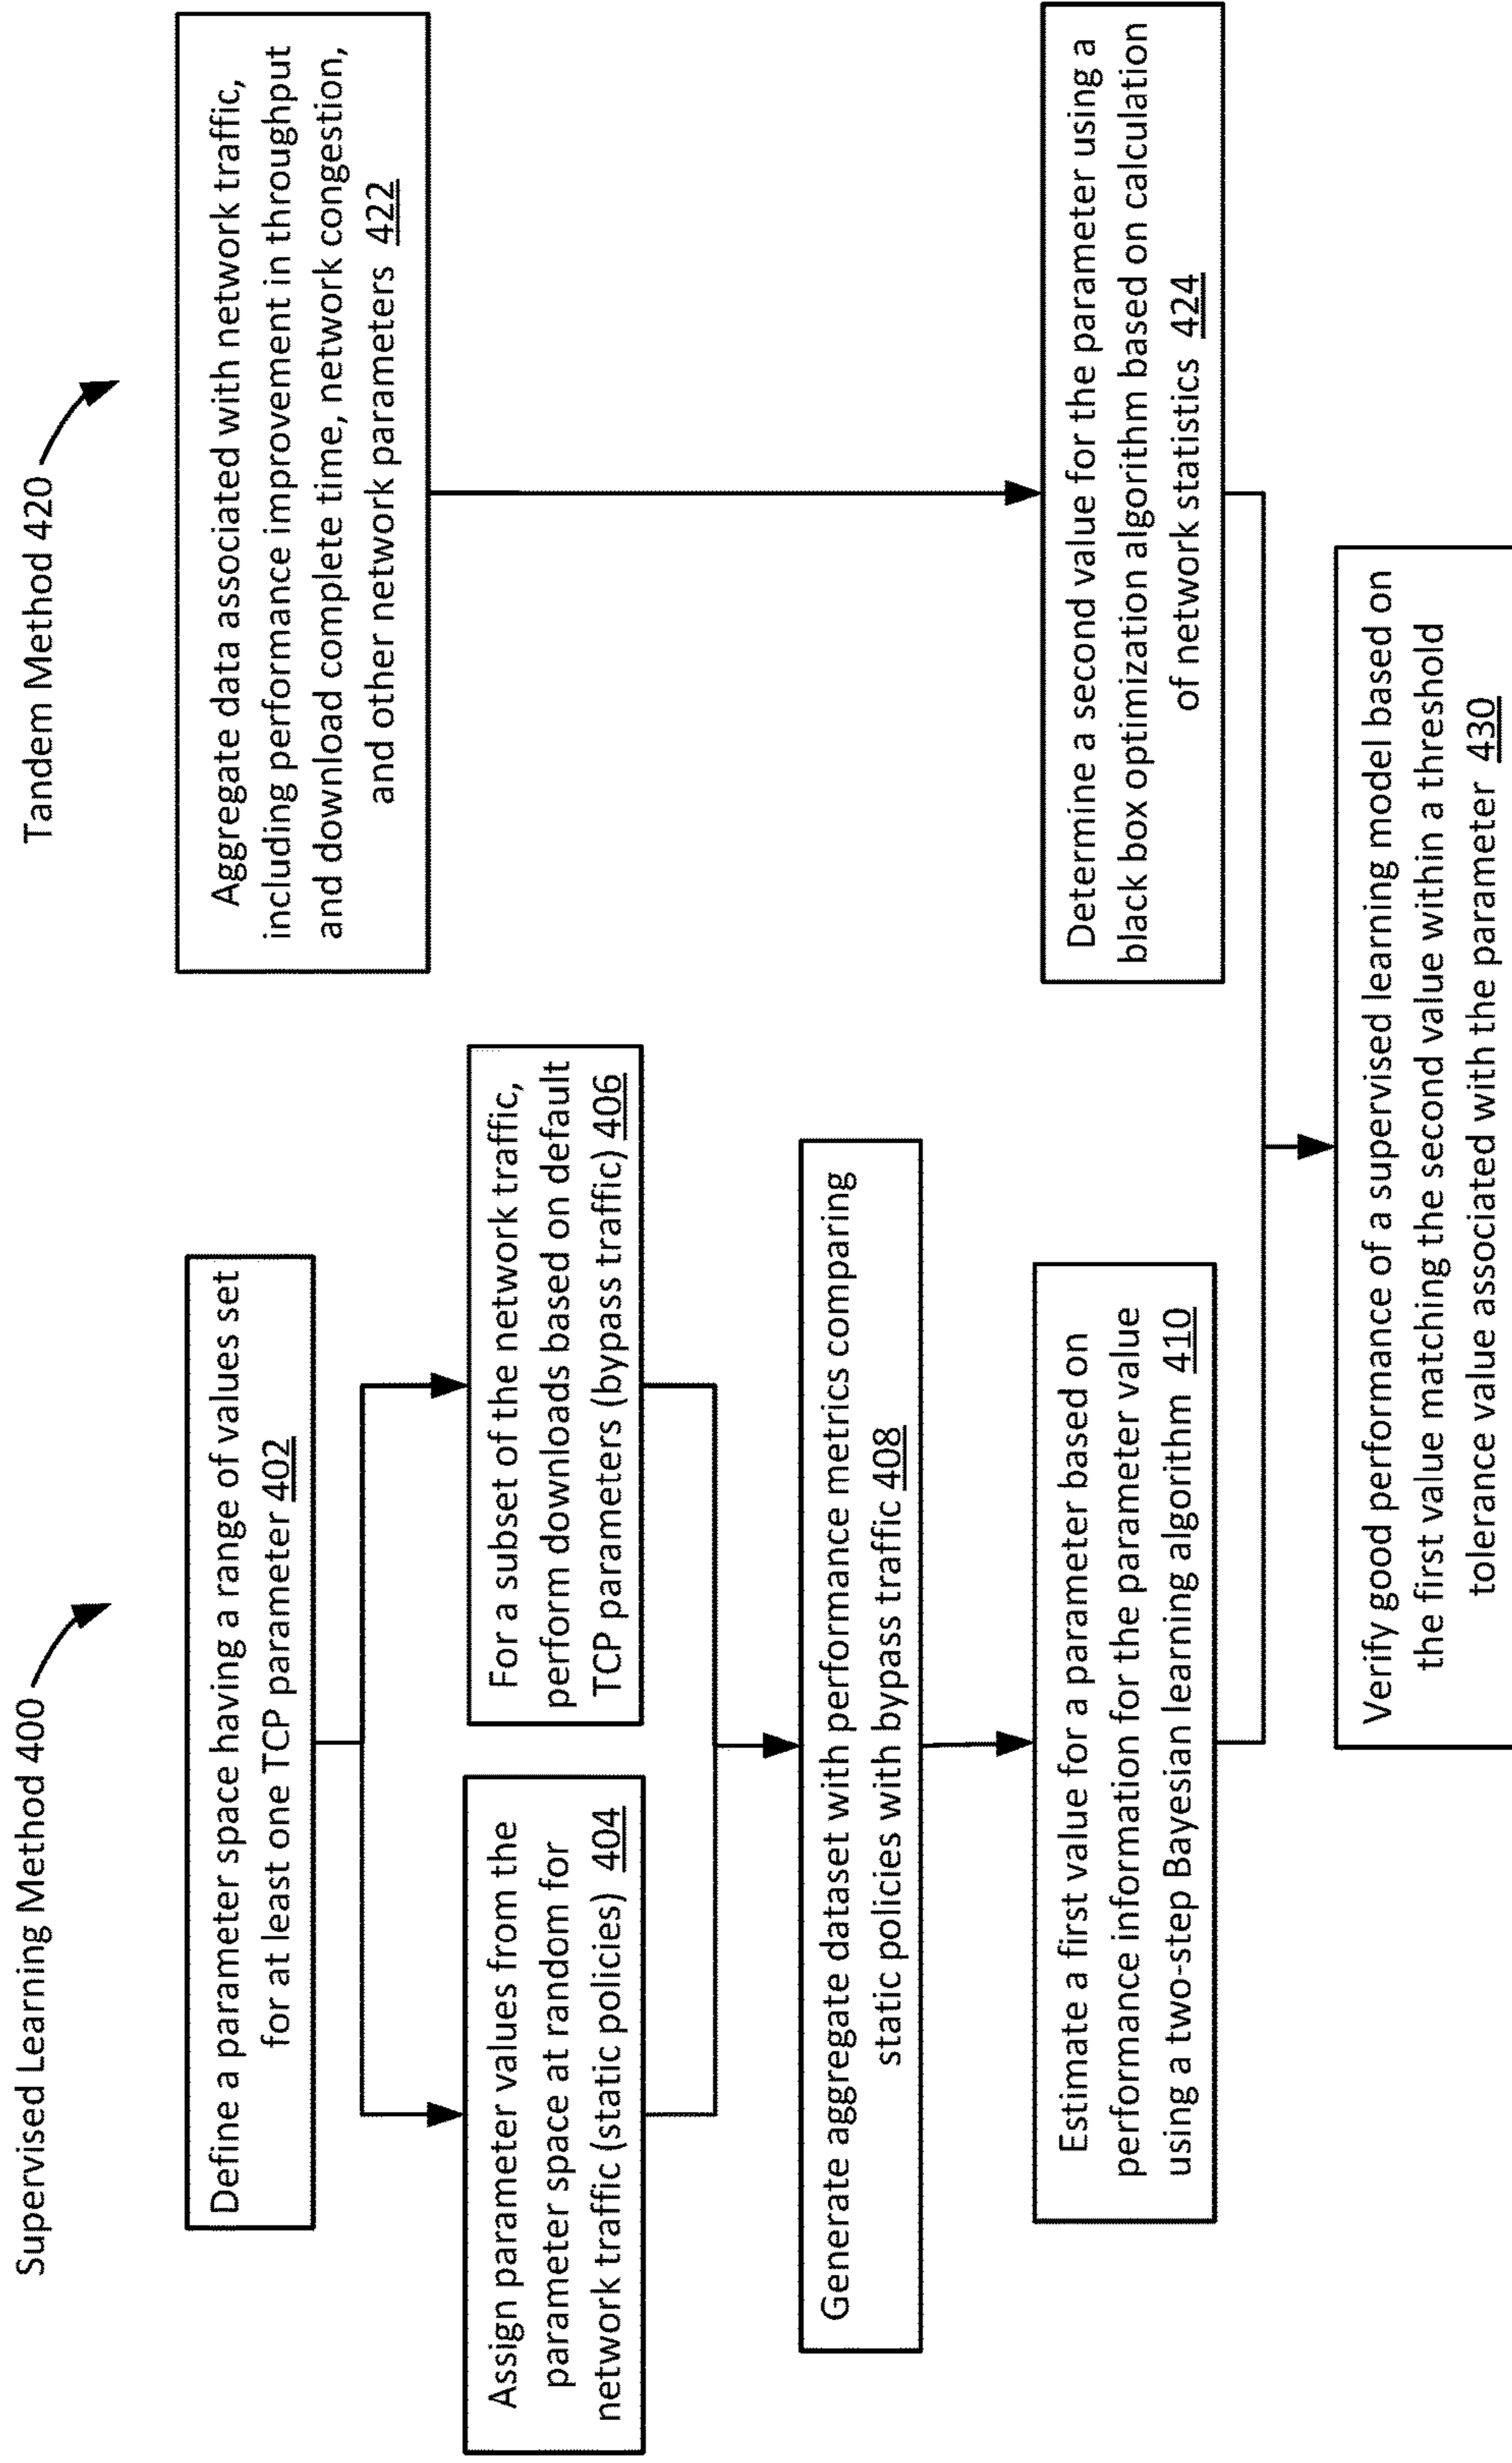 Supervised Learning Method 400
Tandem Method 420
Define a parameter space having a range of values set
for at least one TCP parameter 402
Assign parameter values from the
parameter space at random for
network traffic (static policies) 404
For a subset of the network traffic,
perform downloads based on default
TCP parameters (bypass traffic) 406
Generate aggregate dataset with performance metrics comparing
static policies with bypass traffic 408
Estimate a first value for a parameter based on
performance information for the parameter value
using a two-step Bayesian learning algorithm 410
Aggregate data associated with network traffic,
including performance improvement in throughput
and download complete time, network congestion,
and other network parameters 422
Determine a second value for the parameter using a
black box optimization algorithm based on calculation
of network statistics 424
Verify good performance of a supervised learning model based on
the first value matching the second value within a threshold
tolerance value associated with the parameter 430